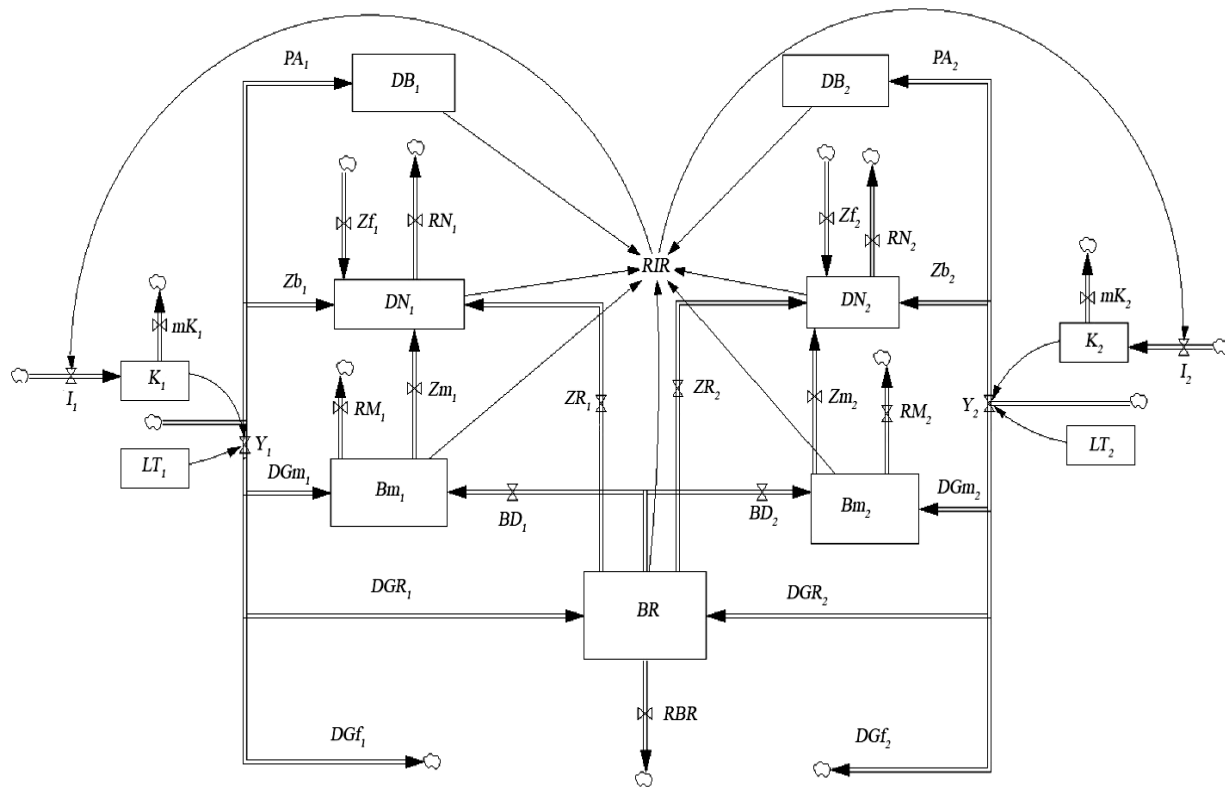 PA₁
PA₂
DB₁
DB₂
Zf₁
RN₁
Zf₂
RN₂
RIR
Zb₁
DN₁
DN₂
Zb₂
mK₁
mK₂
K₁
K₂
I₁
I₂
RM₁
Zm₁
ZR₁
ZR₂
Zm₂
RM₂
Y₁
Y₂
LT₁
LT₂
DGm₁
Bm₁
BD₁
BD₂
Bm₂
DGm₂
DGR₁
BR
DGR₂
RBR
DGf₁
DGf₂